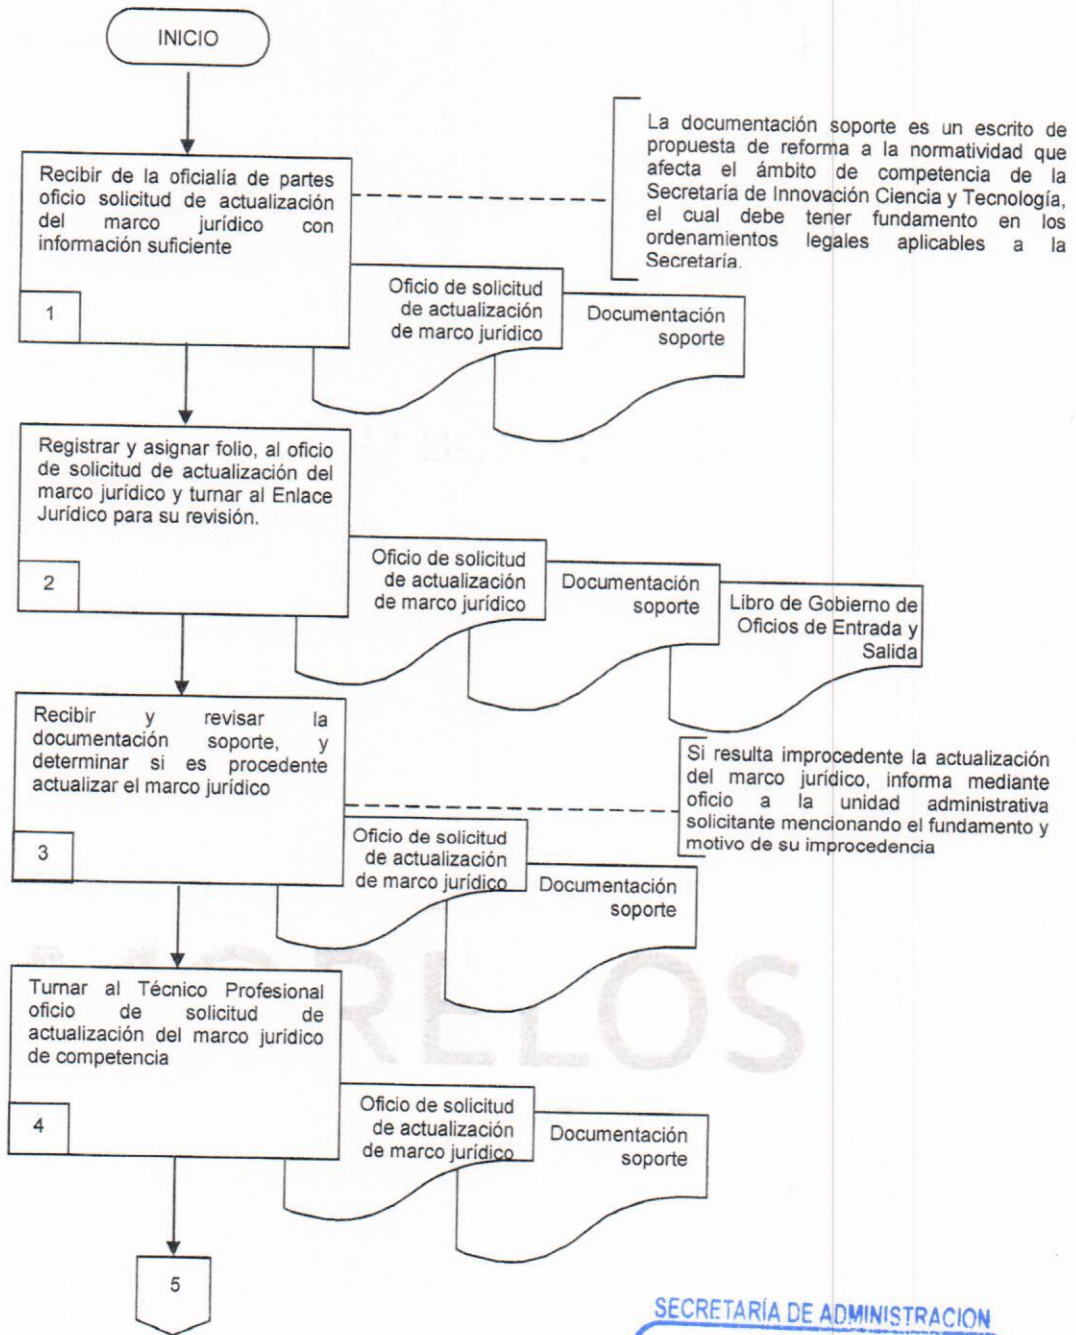 INICIO
Recibir de la oficialía de partes
oficio solicitud de actualización
del marco jurídico con
información suficiente
1
La documentación soporte es un escrito de
propuesta de reforma a la normatividad que
afecta el ámbito de competencia de la
Secretaría de Innovación Ciencia y Tecnología,
el cual debe tener fundamento en los
ordenamientos legales aplicables a la
Secretaría.
Oficio de solicitud
de actualización
de marco jurídico
Documentación
soporte
Registrar y asignar folio, al oficio
de solicitud de actualización del
marco jurídico y turnar al Enlace
Jurídico para su revisión.
2
Oficio de solicitud
de actualización
de marco jurídico
Documentación
soporte
Libro de Gobierno de
Oficios de Entrada y
Salida
Recibir y revisar la
documentación soporte, y
determinar si es procedente
actualizar el marco jurídico
3
Si resulta improcedente la actualización
del marco jurídico, informa mediante
oficio a la unidad administrativa
solicitante mencionando el fundamento y
motivo de su improcedencia
Oficio de solicitud
de actualización
de marco jurídico
Documentación
soporte
MORELOS
Turnar al Técnico Profesional
oficio de solicitud de
actualización del marco jurídico
de competencia
4
Oficio de solicitud
de actualización
de marco jurídico
Documentación
soporte
5
SECRETARÍA DE ADMINISTRACION